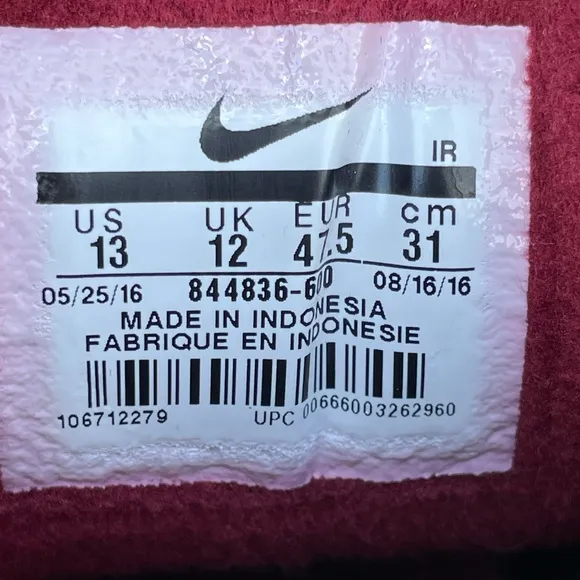 IR
US UK EUR cm
13 12 47.5 31
05/25/16 844836-600 08/16/16
MADE IN INDONESIA
FABRIQUE EN INDONESIE
106712279 UPC 00666003262960